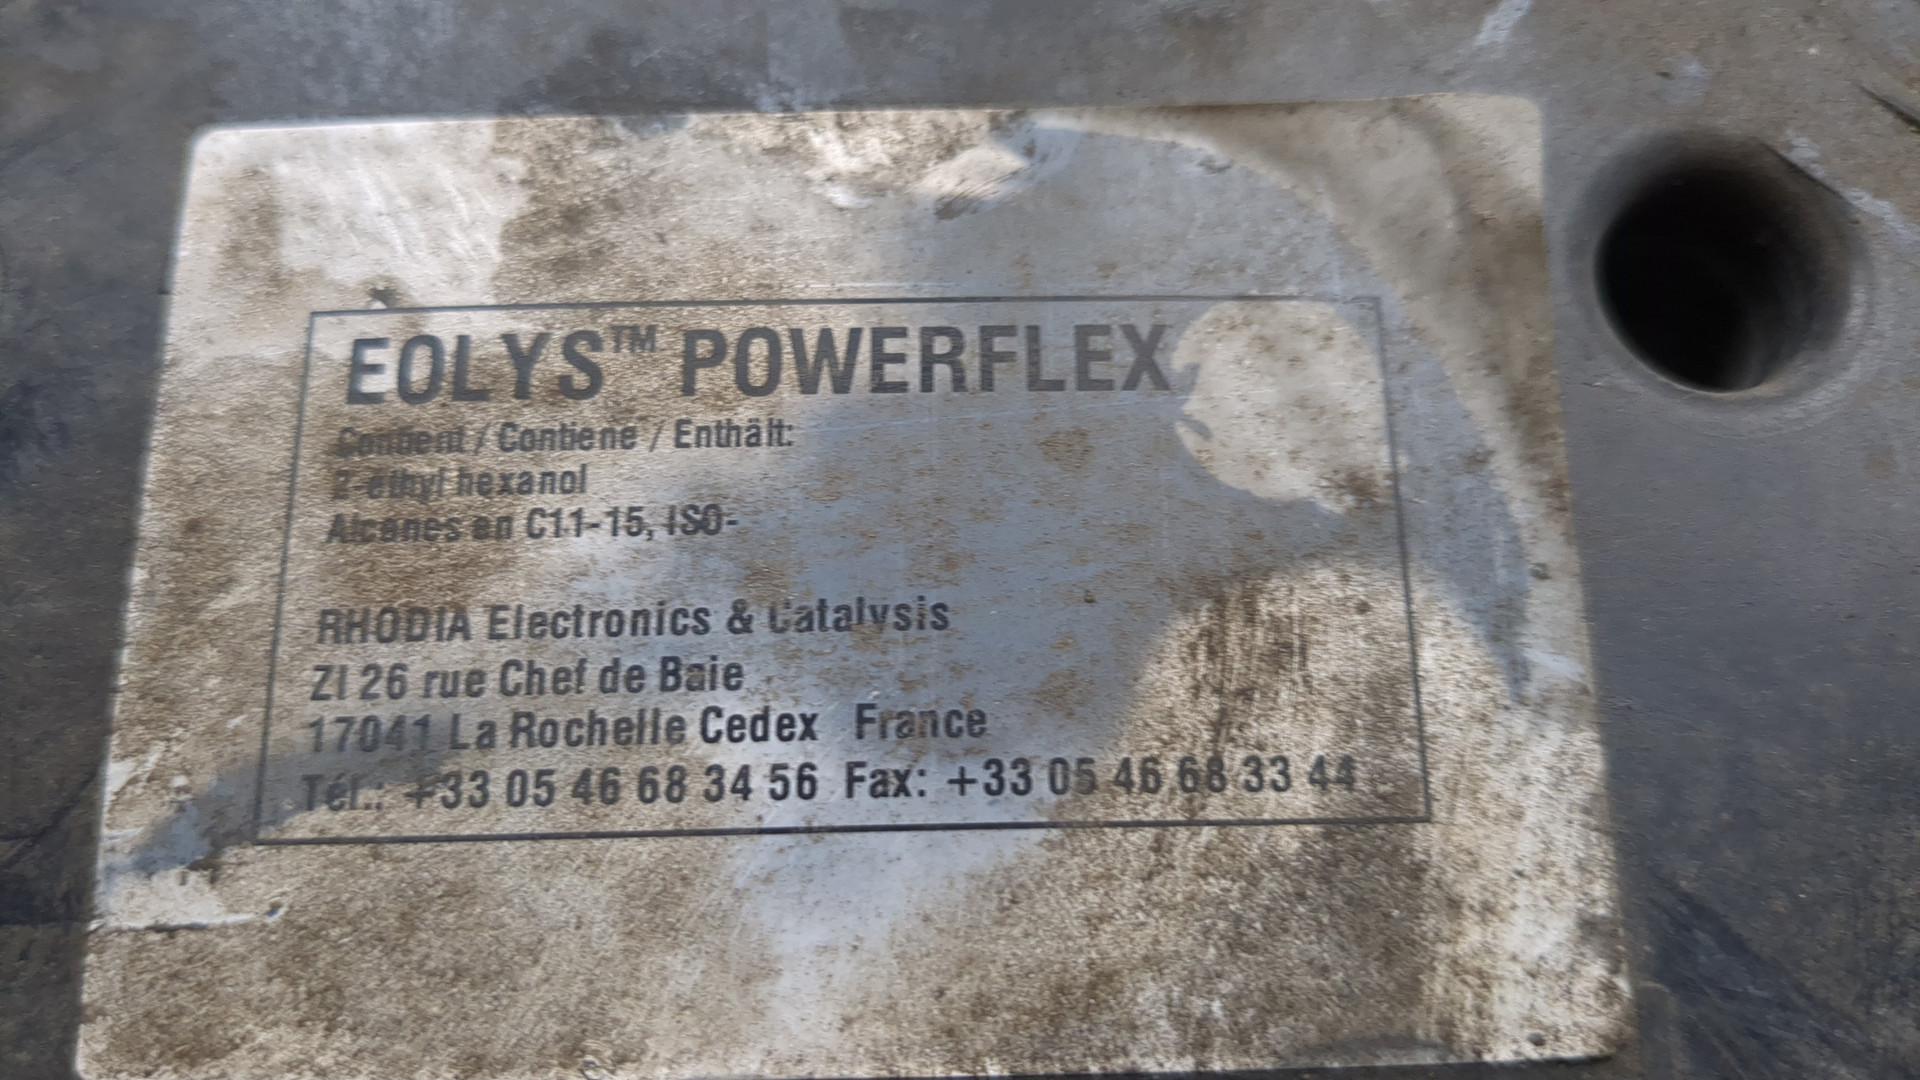 EOLYS™ POWERFLEX
Contient / Contiene / Enthält:
2-ethyl hexanol
Alcanes en C11-15, ISO-
RHODIA Electronics & Catalysis
ZI 26 rue Chef de Baie
17041 La Rochelle Cedex France
Tél.: +33 05 46 68 34 56 Fax: +33 05 46 68 33 44